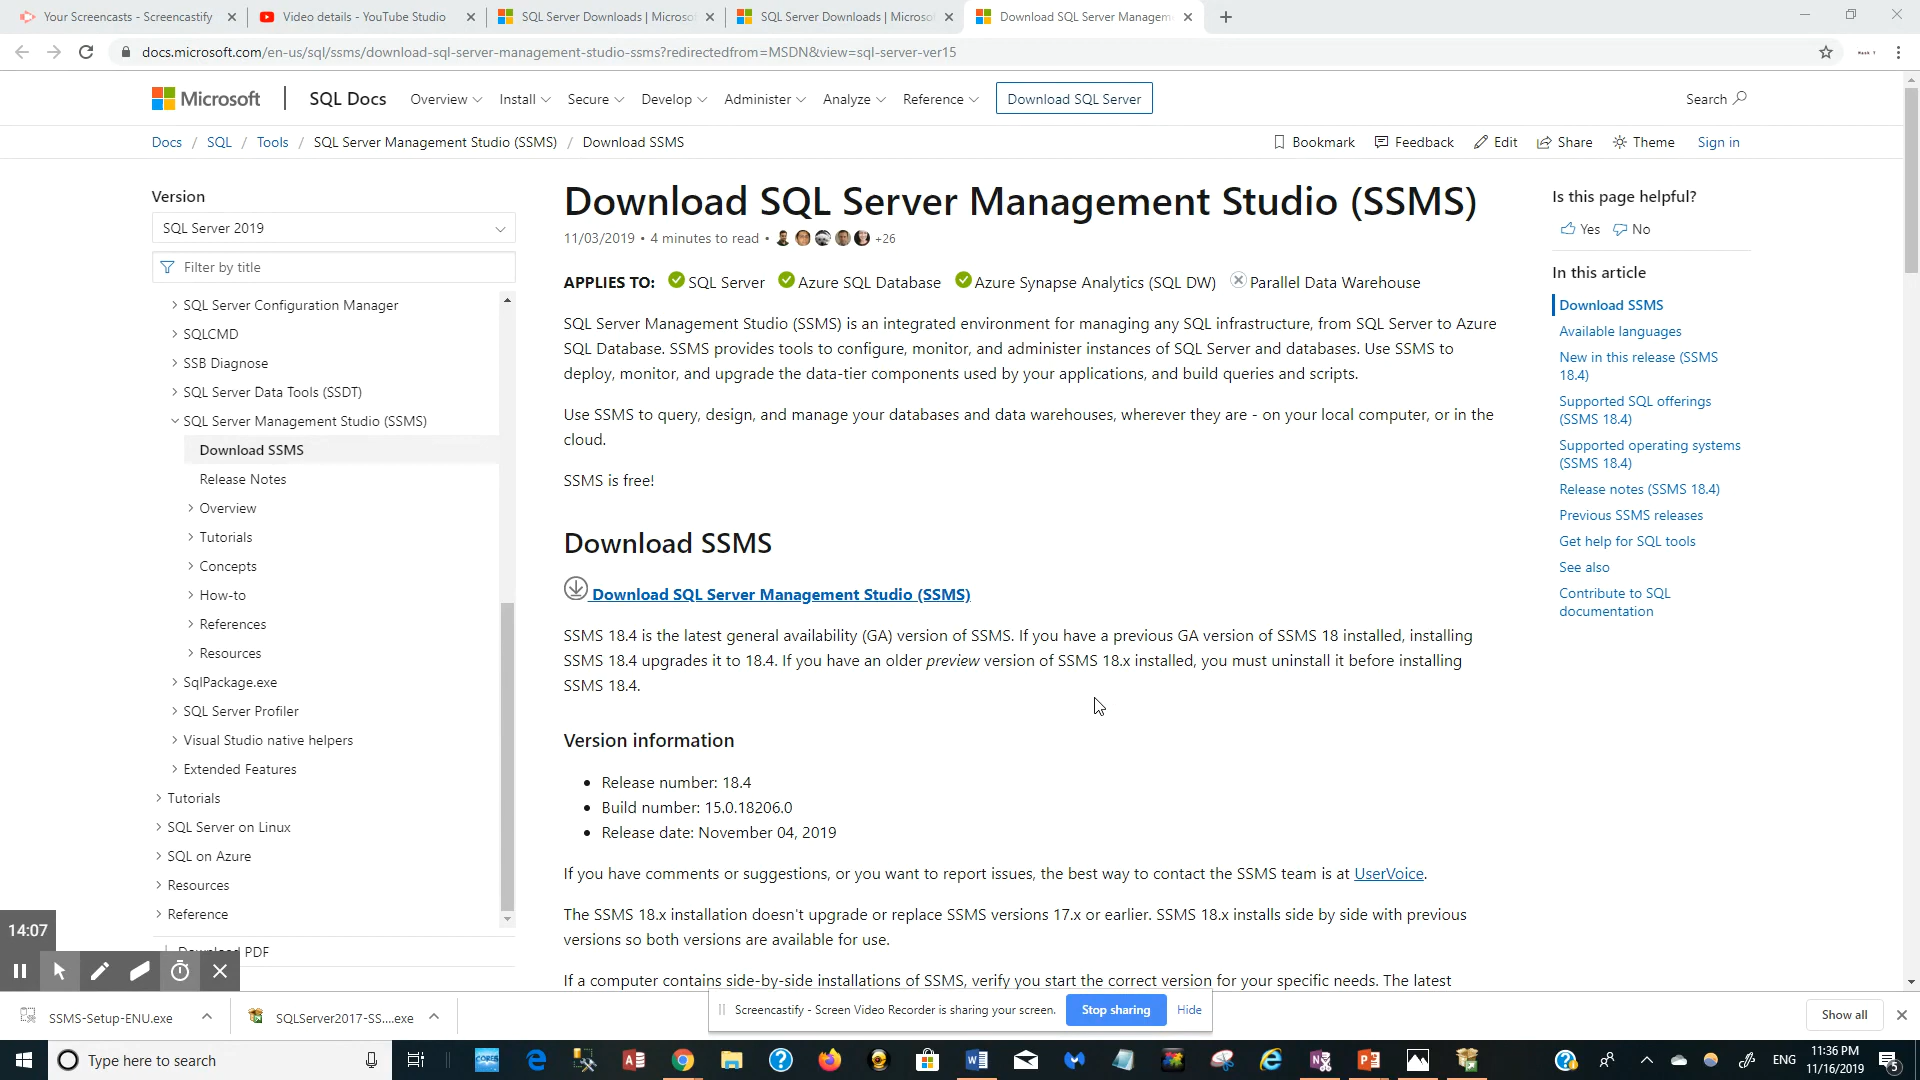 Your Screencasts - Screencastify
Video details - YouTube Studio
SQL Server Downloads | Microsof
SQL Server Downloads | Microsof
Download SQL Server Managem
docs.microsoft.com/en-us/sql/ssms/download-sql-server-management-studio-ssms?redirectedfrom=MSDN&view=sql-server-ver15
Microsoft
SQL Docs Overview Install Secure Develop Administer Analyze Reference Download SQL Server Search
Docs / SQL / Tools / SQL Server Management Studio (SSMS) / Download SSMS
Bookmark Feedback Edit Share Theme Sign in
Version
SQL Server 2019
Filter by title
SQL Server Configuration Manager
SQLCMD
SSB Diagnose
SQL Server Data Tools (SSDT)
SQL Server Management Studio (SSMS)
Download SSMS
Release Notes
Overview
Tutorials
Concepts
How-to
References
Resources
SqlPackage.exe
SQL Server Profiler
Visual Studio native helpers
Extended Features
Tutorials
SQL Server on Linux
SQL on Azure
Resources
Reference
Download PDF
Download SQL Server Management Studio (SSMS)
11/03/2019 • 4 minutes to read • +26
APPLIES TO: SQL Server Azure SQL Database Azure Synapse Analytics (SQL DW) Parallel Data Warehouse
SQL Server Management Studio (SSMS) is an integrated environment for managing any SQL infrastructure, from SQL Server to Azure
SQL Database. SSMS provides tools to configure, monitor, and administer instances of SQL Server and databases. Use SSMS to
deploy, monitor, and upgrade the data-tier components used by your applications, and build queries and scripts.
Use SSMS to query, design, and manage your databases and data warehouses, wherever they are - on your local computer, or in the
cloud.
SSMS is free!
Download SSMS
Download SQL Server Management Studio (SSMS)
SSMS 18.4 is the latest general availability (GA) version of SSMS. If you have a previous GA version of SSMS 18 installed, installing
SSMS 18.4 upgrades it to 18.4. If you have an older preview version of SSMS 18.x installed, you must uninstall it before installing
SSMS 18.4.
Version information
• Release number: 18.4
• Build number: 15.0.18206.0
• Release date: November 04, 2019
If you have comments or suggestions, or you want to report issues, the best way to contact the SSMS team is at UserVoice.
The SSMS 18.x installation doesn't upgrade or replace SSMS versions 17.x or earlier. SSMS 18.x installs side by side with previous
versions so both versions are available for use.
If a computer contains side-by-side installations of SSMS, verify you start the correct version for your specific needs. The latest
Is this page helpful?
Yes No
In this article
Download SSMS
Available languages
New in this release (SSMS
18.4)
Supported SQL offerings
(SSMS 18.4)
Supported operating systems
(SSMS 18.4)
Release notes (SSMS 18.4)
Previous SSMS releases
Get help for SQL tools
See also
Contribute to SQL
documentation
14:07
SSMS-Setup-ENU.exe
SQLServer2017-SS....exe
Screencastify - Screen Video Recorder is sharing your screen. Stop sharing Hide
Show all
Type here to search
ENG
11:36 PM
11/16/2019
5